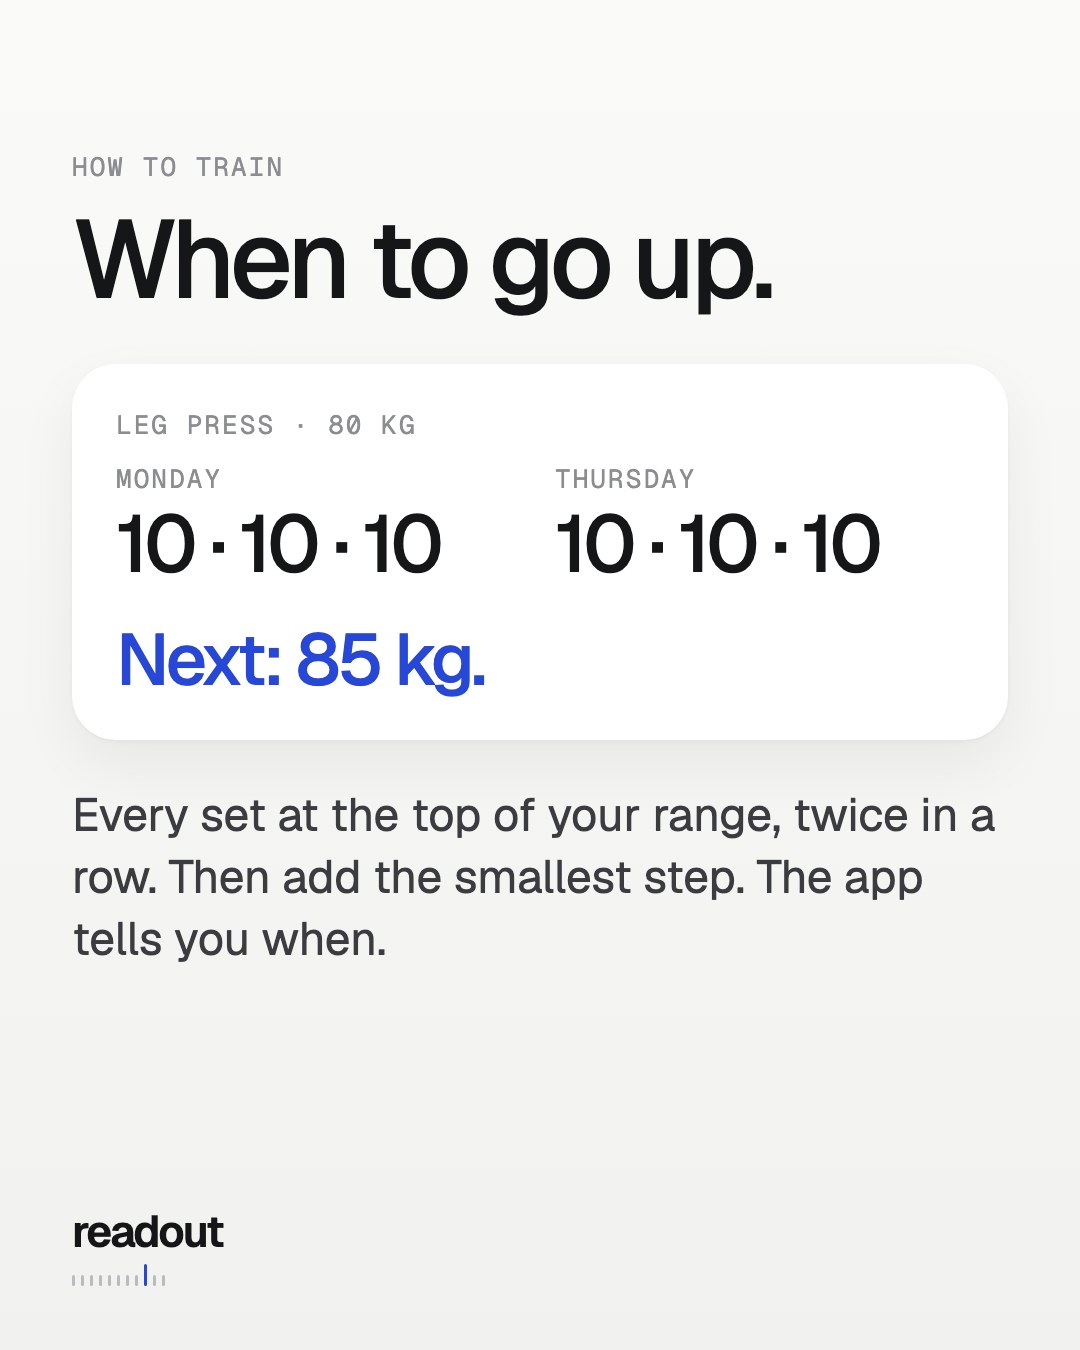 HOW TO TRAIN
When to go up.
LEG PRESS · 80 KG
MONDAY
10 · 10 · 10
THURSDAY
10 · 10 · 10
Next: 85 kg.
Every set at the top of your range, twice in a
row. Then add the smallest step. The app
tells you when.
readout